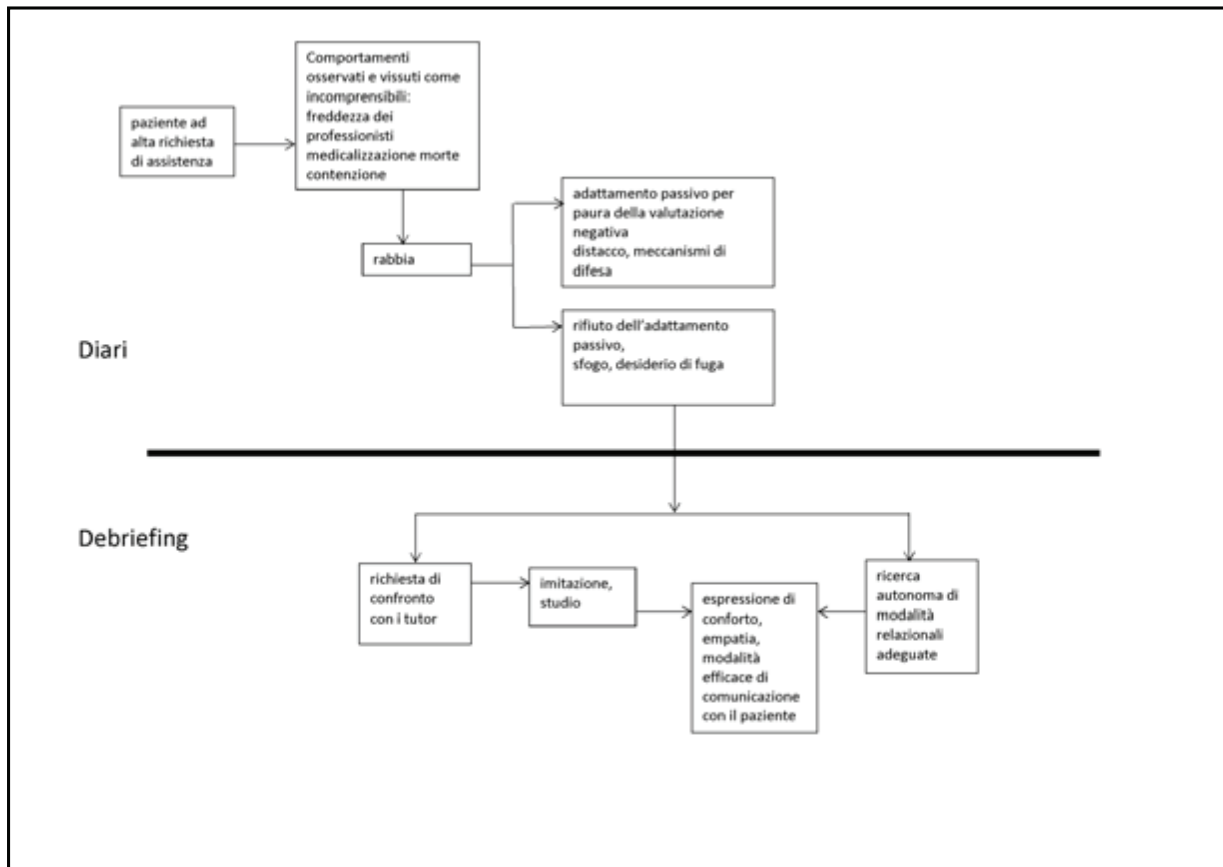 paziente ad
alta richiesta
di assistenza
Comportamenti
osservati e vissuti come
incomprensibili:
freddezza dei
professionisti
medicalizzazione morte
contenzione
rabbia
adattamento passivo per
paura della valutazione
negativa
distacco, meccanismi di
difesa
rifiuto dell'adattamento
passivo,
sfogo, desiderio di fuga
Diari
Debriefing
richiesta di
confronto
con i tutor
imitazione,
studio
espressione di
conforto,
empatia,
modalità
efficace di
comunicazione
con il paziente
ricerca
autonoma di
modalità
relazionali
adeguate